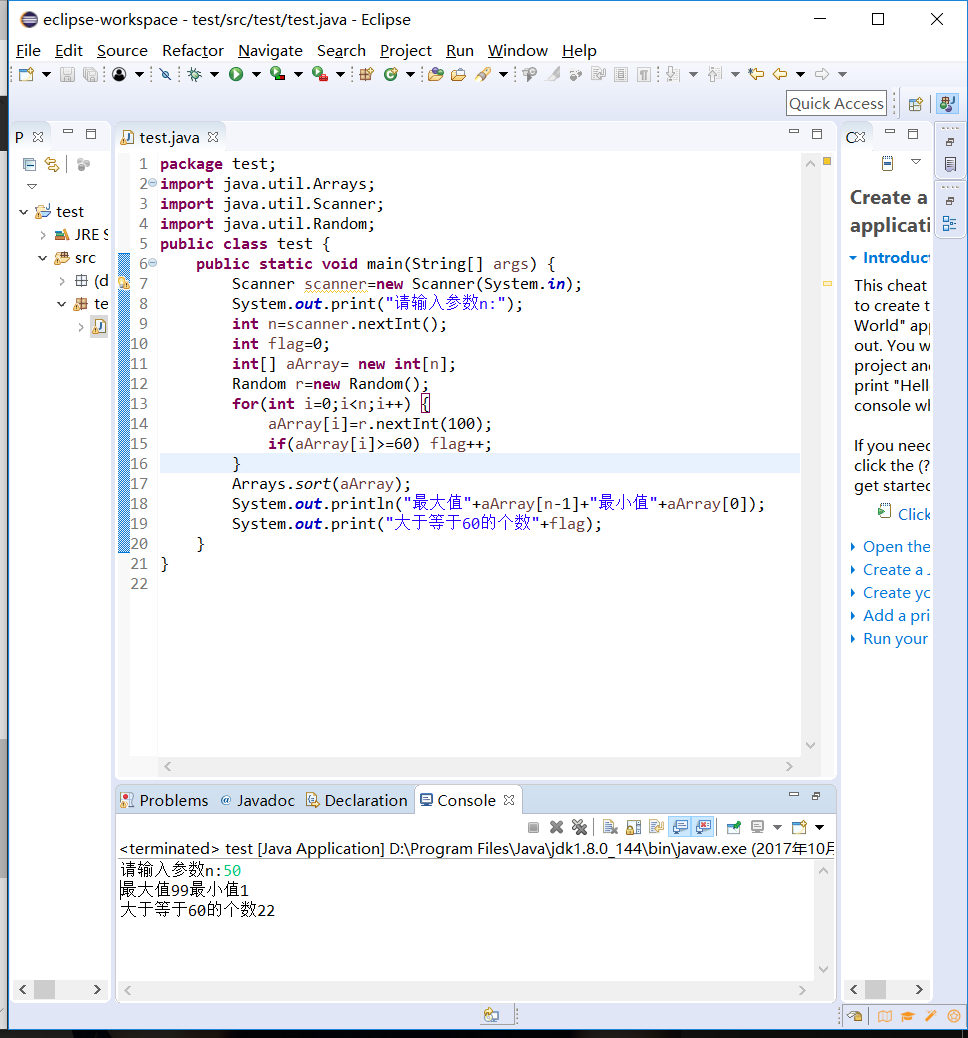 eclipse-workspace - test/src/test/test.java - Eclipse
File Edit Source Refactor Navigate Search Project Run Window Help
Quick Access
P
test
JRE S
src
(d
te
test.java
1 package test;
2 import java.util.Arrays;
3 import java.util.Scanner;
4 import java.util.Random;
5 public class test {
6 public static void main(String[] args) {
7 Scanner scanner=new Scanner(System.in);
8 System.out.print("请输入参数n:");
9 int n=scanner.nextInt();
10 int flag=0;
11 int[] aArray= new int[n];
12 Random r=new Random();
13 for(int i=0;i<n;i++) {
14 aArray[i]=r.nextInt(100);
15 if(aArray[i]>=60) flag++;
16 }
17 Arrays.sort(aArray);
18 System.out.println("最大值"+aArray[n-1]+"最小值"+aArray[0]);
19 System.out.print("大于等于60的个数"+flag);
20 }
21 }
22
Create a
applicati
Introduc
This cheat
to create t
World" app
out. You w
project and
print "Hell
console w
If you need
click the (?
get started
Click
Open the
Create a .
Create yo
Add a pri
Run your
Problems @ Javadoc Declaration Console
<terminated> test [Java Application] D:\Program Files\Java\jdk1.8.0_144\bin\javaw.exe (2017年10月
请输入参数n:50
最大值99最小值1
大于等于60的个数22